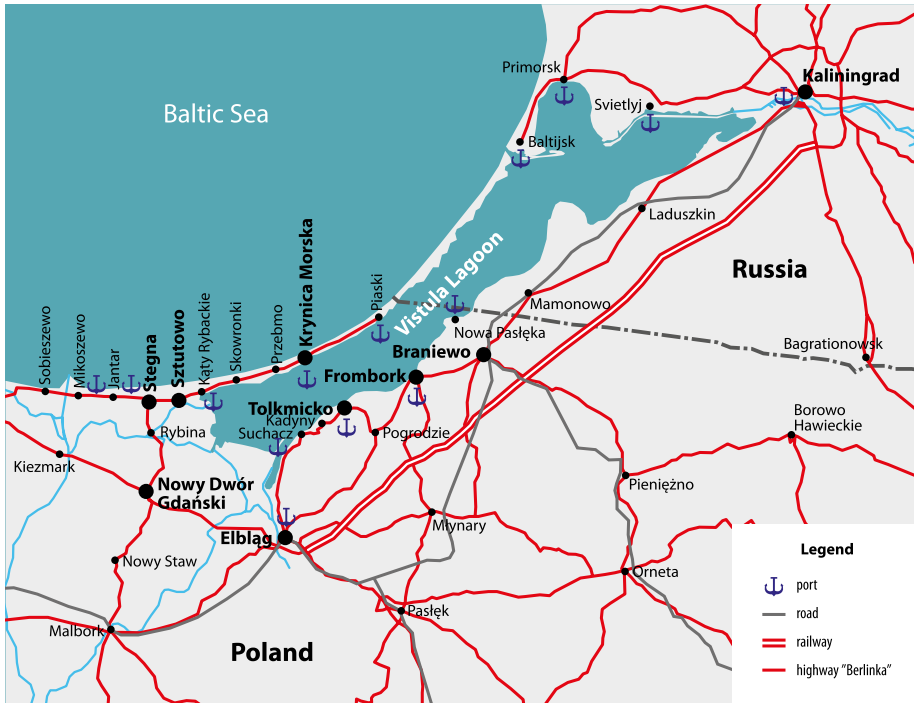 Primorsk
Kaliningrad
Svietlyj
Baltic Sea
Baltijsk
Laduszkin
Krynica Morska
Vistula Lagoon
Russia
Piaski
Mamonowo
Nowa Pasłęka
Bagrationowsk
Braniewo
Sobieszewo
Mikoszewo
Jantar
Stegna
Sztutowo
Kąty Rybackie
Skowronki
Przebmo
Frombork
Tolkmicko
Kadyny
Suchacz
Pogrodzie
Rybina
Borowo
Hawieckie
Kiezmark
Nowy Dwór
Gdański
Pieniężno
Elbląg
Młynary
Nowy Staw
Orneta
Malbork
Pasłęk
Poland
Legend
port
road
railway
highway "Berlinka"